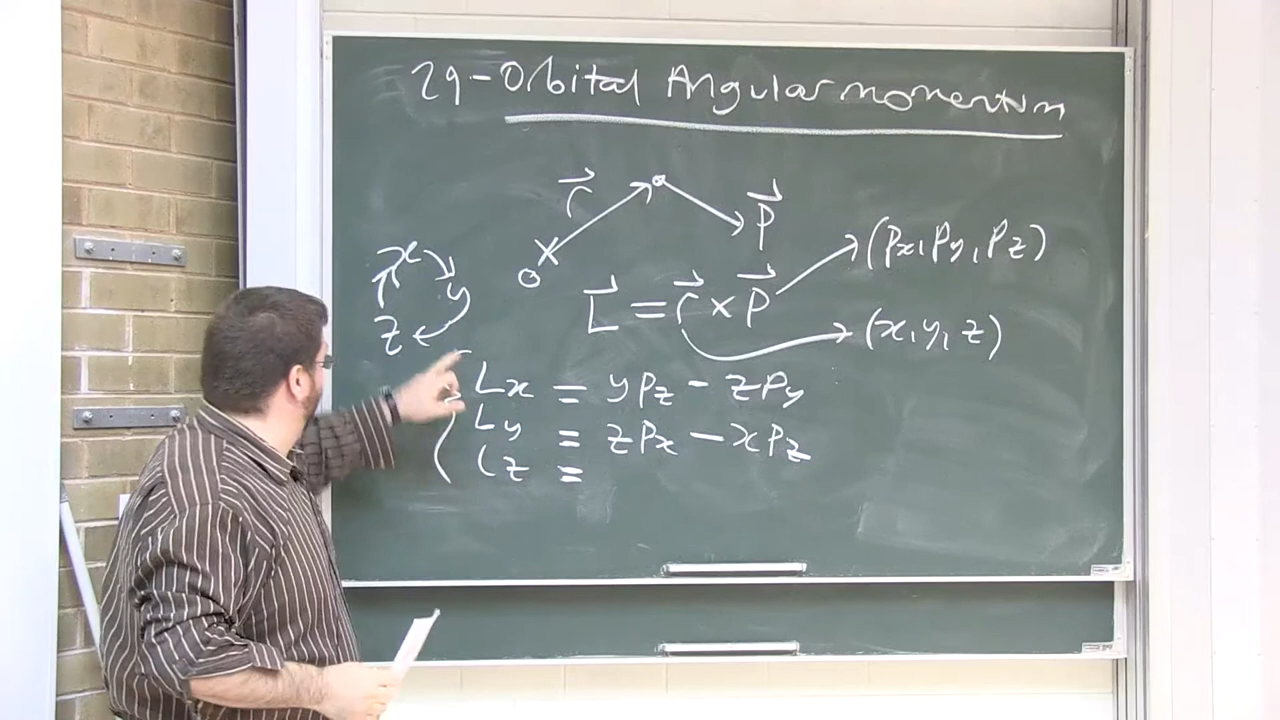 29-Orbital Angular momentum
r⃗
p⃗
O
x
y
z
L⃗ = r⃗ × p⃗
(px, py, pz)
(x, y, z)
Lx = ypz - zpy
Ly = zpx - xpz
Lz =